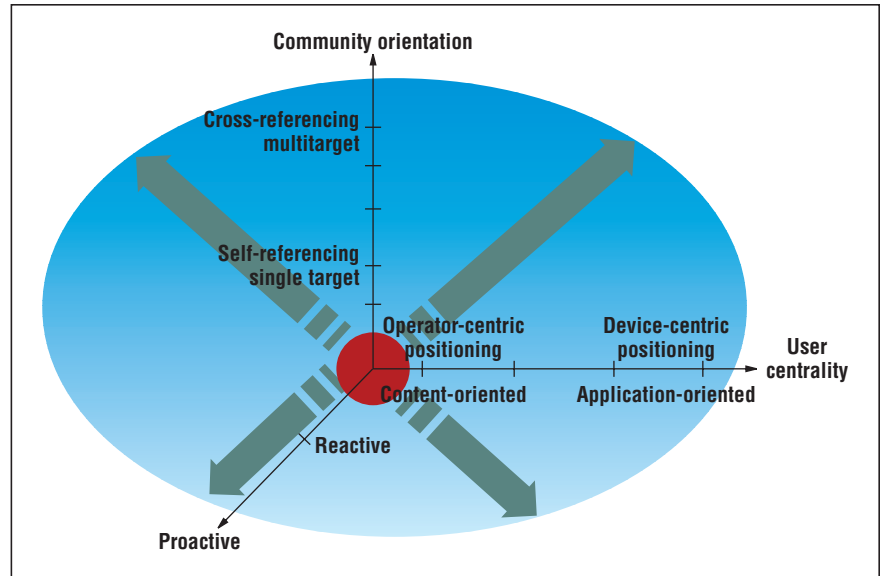 Community orientation
Cross-referencing
multitarget
Self-referencing
single target
Operator-centric
positioning
Device-centric
positioning
User
centrality
Content-oriented
Application-oriented
Reactive
Proactive